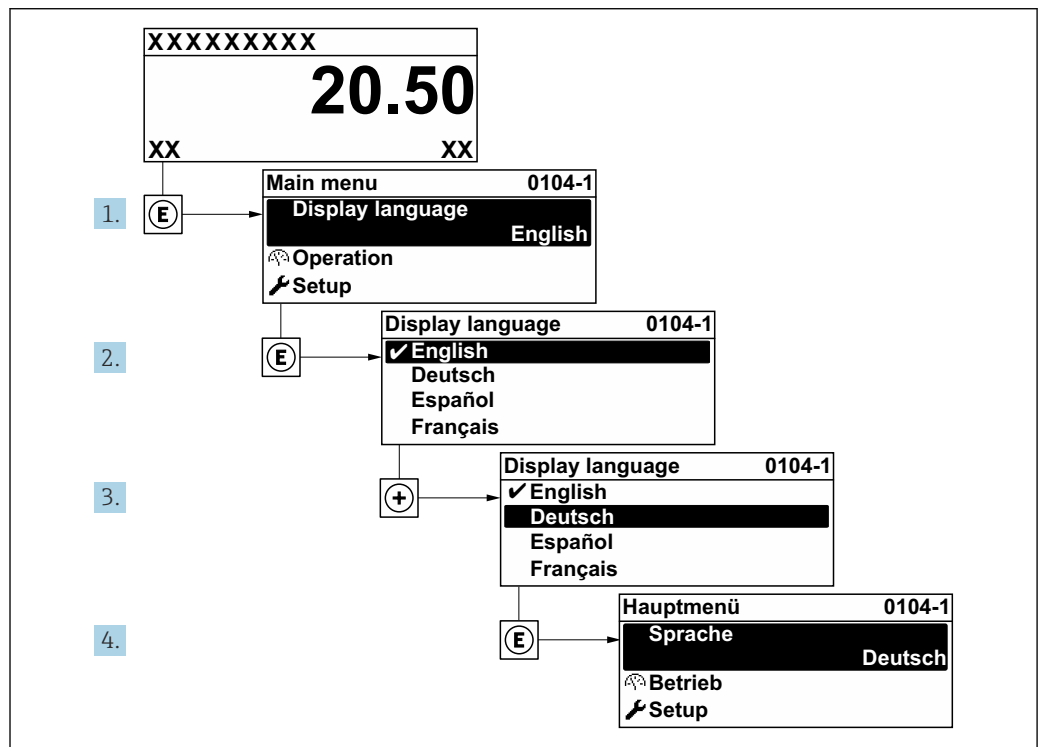 XXXXXXXXX
20.50
XX XX
1.
E
Main menu 0104-1
Display language
English
Operation
Setup
2.
E
Display language 0104-1
✔ English
Deutsch
Español
Français
3.
+
Display language 0104-1
✔ English
Deutsch
Español
Français
4.
E
Hauptmenü 0104-1
Sprache
Deutsch
Betrieb
Setup